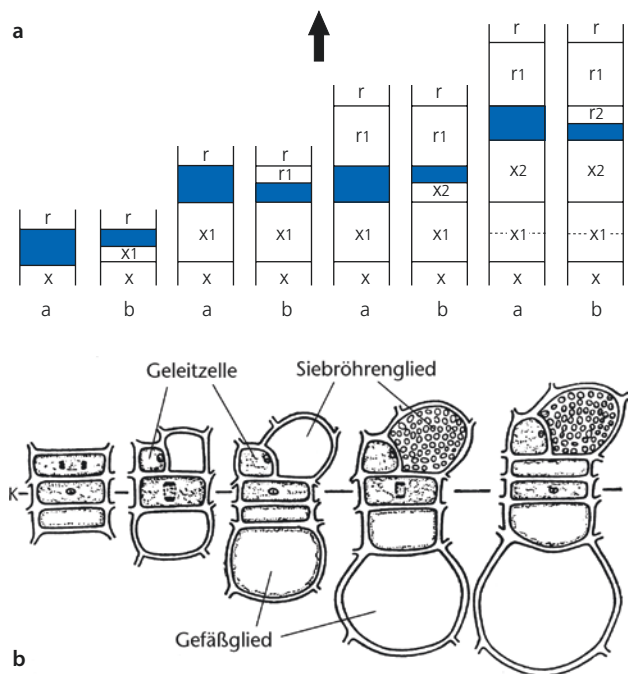 a
r r
r1 r1
r r
r2
r1 r1
r r
r1 x2 x2
x2
r r
x1 x1 x1 x1 x1 x1
x1
x x x x x x x x
a b a b a b a b
Geleitzelle Siebröhrenglied
K
Gefäßglied
b